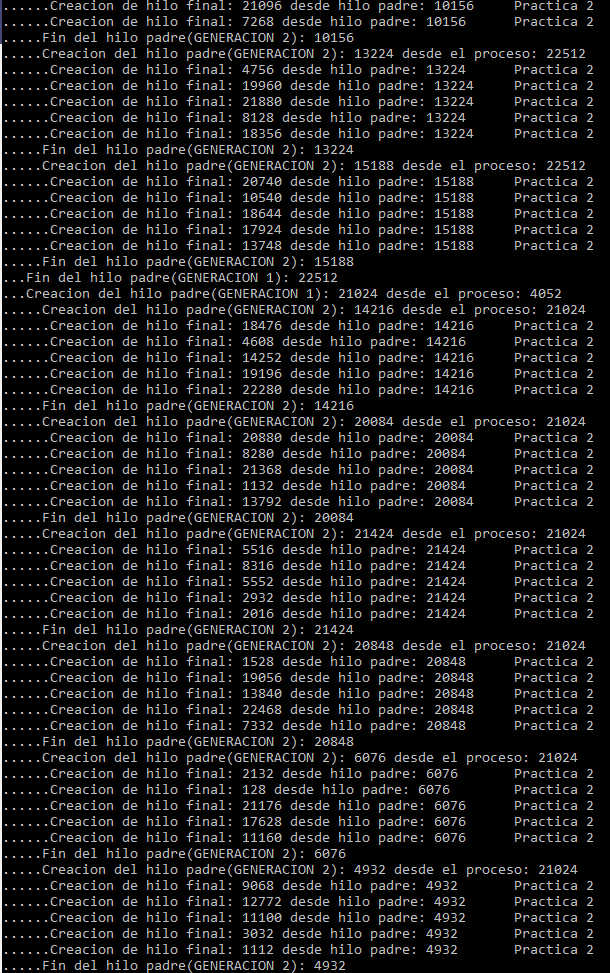 ......Creacion de hilo final: 21096 desde hilo padre: 10156 Practica 2
......Creacion de hilo final: 7268 desde hilo padre: 10156 Practica 2
.....Fin del hilo padre(GENERACION 2): 10156
.....Creacion del hilo padre(GENERACION 2): 13224 desde el proceso: 22512
......Creacion de hilo final: 4756 desde hilo padre: 13224 Practica 2
......Creacion de hilo final: 19960 desde hilo padre: 13224 Practica 2
......Creacion de hilo final: 21880 desde hilo padre: 13224 Practica 2
......Creacion de hilo final: 8128 desde hilo padre: 13224 Practica 2
......Creacion de hilo final: 18356 desde hilo padre: 13224 Practica 2
.....Fin del hilo padre(GENERACION 2): 13224
.....Creacion del hilo padre(GENERACION 2): 15188 desde el proceso: 22512
......Creacion de hilo final: 20740 desde hilo padre: 15188 Practica 2
......Creacion de hilo final: 10540 desde hilo padre: 15188 Practica 2
......Creacion de hilo final: 18644 desde hilo padre: 15188 Practica 2
......Creacion de hilo final: 17924 desde hilo padre: 15188 Practica 2
......Creacion de hilo final: 13748 desde hilo padre: 15188 Practica 2
.....Fin del hilo padre(GENERACION 2): 15188
...Fin del hilo padre(GENERACION 1): 22512
...Creacion del hilo padre(GENERACION 1): 21024 desde el proceso: 4052
.....Creacion del hilo padre(GENERACION 2): 14216 desde el proceso: 21024
......Creacion de hilo final: 18476 desde hilo padre: 14216 Practica 2
......Creacion de hilo final: 4608 desde hilo padre: 14216 Practica 2
......Creacion de hilo final: 14252 desde hilo padre: 14216 Practica 2
......Creacion de hilo final: 19196 desde hilo padre: 14216 Practica 2
......Creacion de hilo final: 22280 desde hilo padre: 14216 Practica 2
.....Fin del hilo padre(GENERACION 2): 14216
.....Creacion del hilo padre(GENERACION 2): 20084 desde el proceso: 21024
......Creacion de hilo final: 20880 desde hilo padre: 20084 Practica 2
......Creacion de hilo final: 8280 desde hilo padre: 20084 Practica 2
......Creacion de hilo final: 21368 desde hilo padre: 20084 Practica 2
......Creacion de hilo final: 1132 desde hilo padre: 20084 Practica 2
......Creacion de hilo final: 13792 desde hilo padre: 20084 Practica 2
.....Fin del hilo padre(GENERACION 2): 20084
.....Creacion del hilo padre(GENERACION 2): 21424 desde el proceso: 21024
......Creacion de hilo final: 5516 desde hilo padre: 21424 Practica 2
......Creacion de hilo final: 8316 desde hilo padre: 21424 Practica 2
......Creacion de hilo final: 5552 desde hilo padre: 21424 Practica 2
......Creacion de hilo final: 2932 desde hilo padre: 21424 Practica 2
......Creacion de hilo final: 2016 desde hilo padre: 21424 Practica 2
.....Fin del hilo padre(GENERACION 2): 21424
.....Creacion del hilo padre(GENERACION 2): 20848 desde el proceso: 21024
......Creacion de hilo final: 1528 desde hilo padre: 20848 Practica 2
......Creacion de hilo final: 19056 desde hilo padre: 20848 Practica 2
......Creacion de hilo final: 13840 desde hilo padre: 20848 Practica 2
......Creacion de hilo final: 22468 desde hilo padre: 20848 Practica 2
......Creacion de hilo final: 7332 desde hilo padre: 20848 Practica 2
.....Fin del hilo padre(GENERACION 2): 20848
.....Creacion del hilo padre(GENERACION 2): 6076 desde el proceso: 21024
......Creacion de hilo final: 2132 desde hilo padre: 6076 Practica 2
......Creacion de hilo final: 128 desde hilo padre: 6076 Practica 2
......Creacion de hilo final: 21176 desde hilo padre: 6076 Practica 2
......Creacion de hilo final: 17628 desde hilo padre: 6076 Practica 2
......Creacion de hilo final: 11160 desde hilo padre: 6076 Practica 2
.....Fin del hilo padre(GENERACION 2): 6076
.....Creacion del hilo padre(GENERACION 2): 4932 desde el proceso: 21024
......Creacion de hilo final: 9068 desde hilo padre: 4932 Practica 2
......Creacion de hilo final: 12772 desde hilo padre: 4932 Practica 2
......Creacion de hilo final: 11100 desde hilo padre: 4932 Practica 2
......Creacion de hilo final: 3032 desde hilo padre: 4932 Practica 2
......Creacion de hilo final: 1112 desde hilo padre: 4932 Practica 2
.....Fin del hilo padre(GENERACION 2): 4932